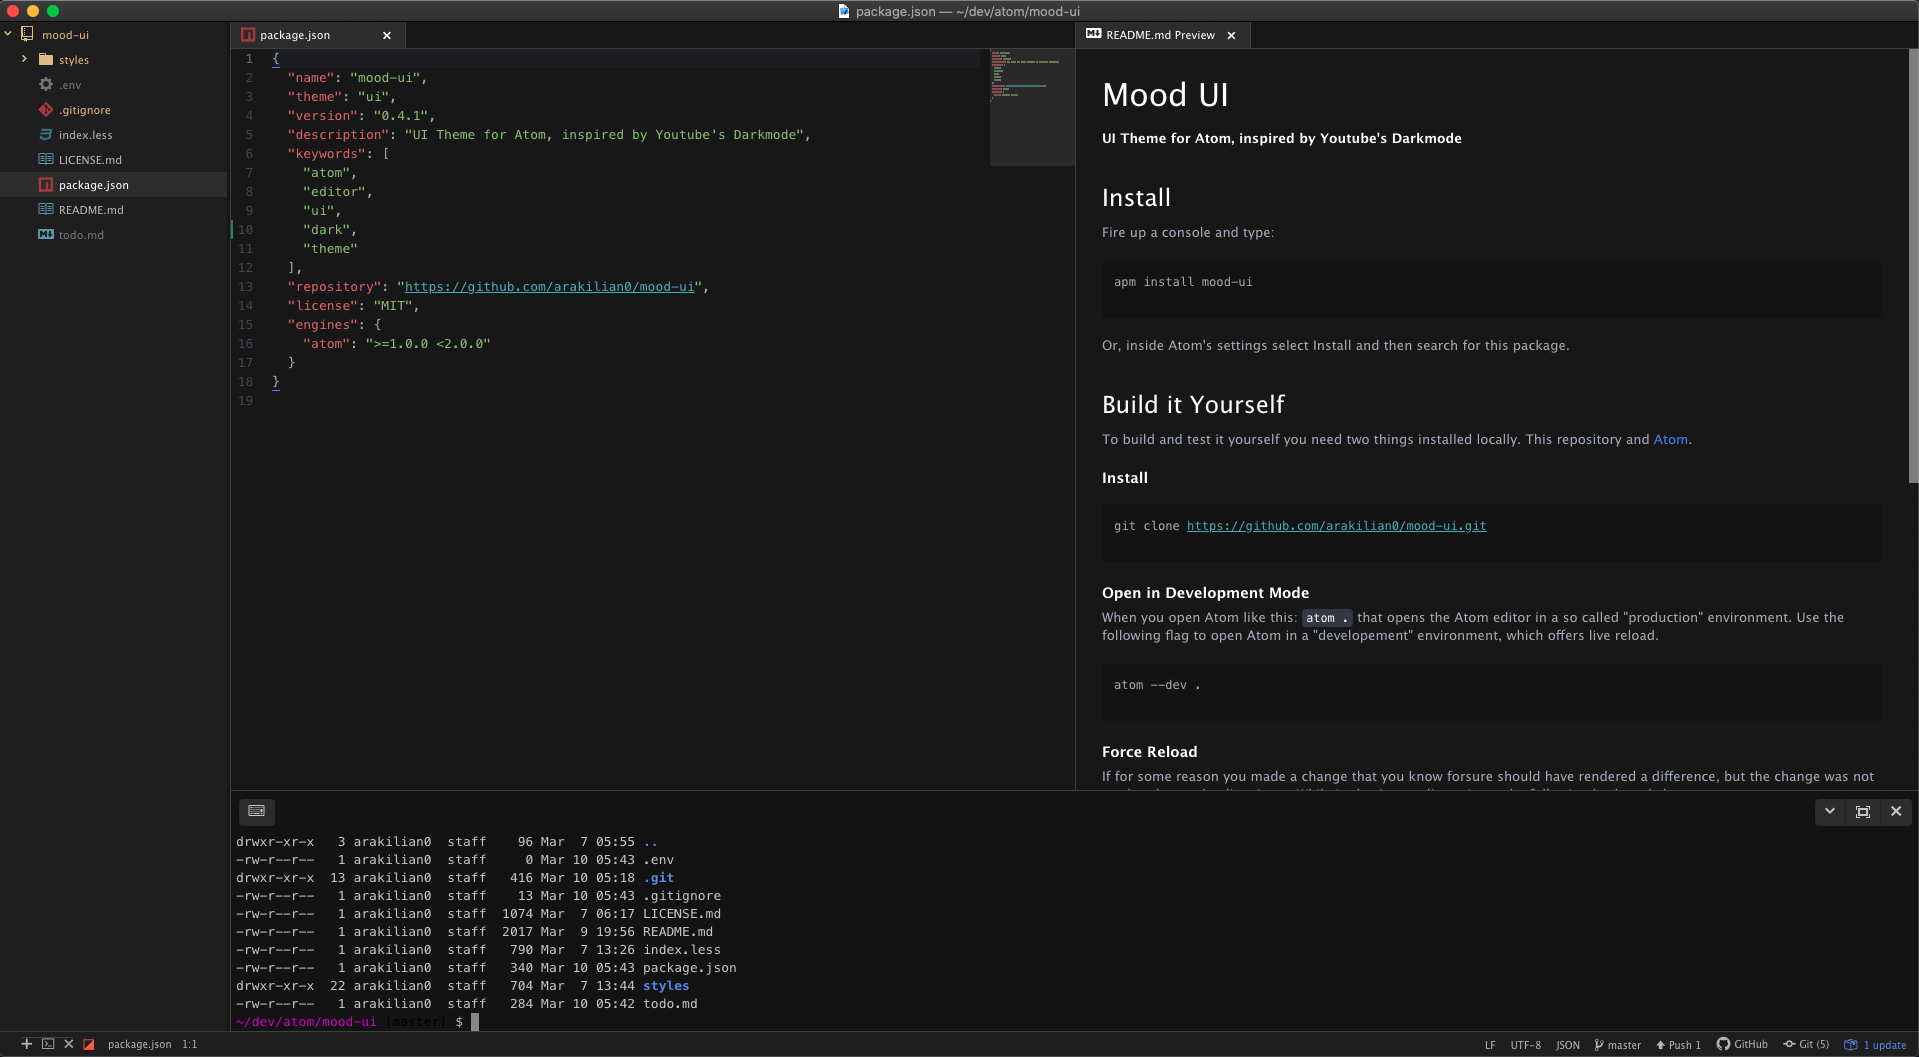 package.json — ~/dev/atom/mood-ui
mood-ui
styles
.env
.gitignore
index.less
LICENSE.md
package.json
README.md
todo.md
package.json
1 {
2 "name": "mood-ui",
3 "theme": "ui",
4 "version": "0.4.1",
5 "description": "UI Theme for Atom, inspired by Youtube's Darkmode",
6 "keywords": [
7 "atom",
8 "editor",
9 "ui",
10 "dark",
11 "theme"
12 ],
13 "repository": "https://github.com/arakilian0/mood-ui",
14 "license": "MIT",
15 "engines": {
16 "atom": ">=1.0.0 <2.0.0"
17 }
18 }
19
README.md Preview
Mood UI
UI Theme for Atom, inspired by Youtube's Darkmode
Install
Fire up a console and type:
apm install mood-ui
Or, inside Atom's settings select Install and then search for this package.
Build it Yourself
To build and test it yourself you need two things installed locally. This repository and Atom.
Install
git clone https://github.com/arakilian0/mood-ui.git
Open in Development Mode
When you open Atom like this: atom . that opens the Atom editor in a so called "production" environment. Use the
following flag to open Atom in a "developement" environment, which offers live reload.
atom --dev .
Force Reload
If for some reason you made a change that you know forsure should have rendered a difference, but the change was not
drwxr-xr-x 3 arakilian0 staff 96 Mar 7 05:55 ..
-rw-r--r-- 1 arakilian0 staff 0 Mar 10 05:43 .env
drwxr-xr-x 13 arakilian0 staff 416 Mar 10 05:18 .git
-rw-r--r-- 1 arakilian0 staff 13 Mar 10 05:43 .gitignore
-rw-r--r-- 1 arakilian0 staff 1074 Mar 7 06:17 LICENSE.md
-rw-r--r-- 1 arakilian0 staff 2017 Mar 9 19:56 README.md
-rw-r--r-- 1 arakilian0 staff 790 Mar 7 13:26 index.less
-rw-r--r-- 1 arakilian0 staff 340 Mar 10 05:43 package.json
drwxr-xr-x 22 arakilian0 staff 704 Mar 7 13:44 styles
-rw-r--r-- 1 arakilian0 staff 284 Mar 10 05:42 todo.md
~/dev/atom/mood-ui (master) $
package.json 1:1
LF UTF-8 JSON master Push 1 GitHub Git (5) 1 update